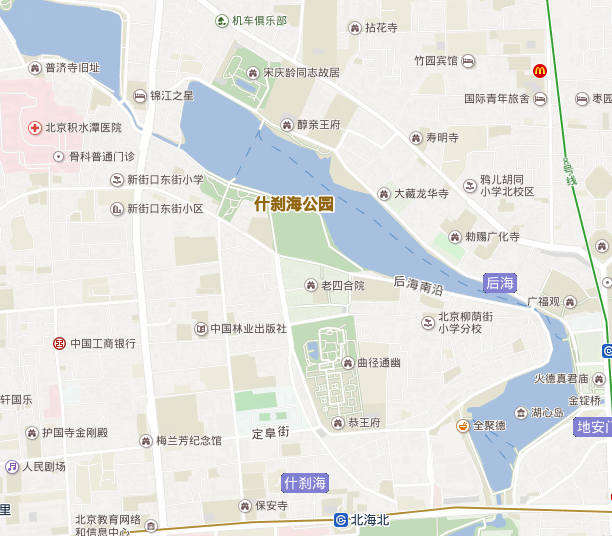 机车俱乐部
拈花寺
普济寺旧址
宋庆龄同志故居
竹园宾馆
锦江之星
国际青年旅舍
枣园
北京积水潭医院
醇亲王府
寿明寺
骨科普通门诊
8号线
新街口东街小学
鸦儿胡同
小学北校区
大藏龙华寺
新街口东街小区
什刹海公园
勅赐广化寺
老四合院
后海南沿
后海
广福观
中国林业出版社
北京柳荫街
小学分校
中国工商银行
曲径通幽
火德真君庙
轩国乐
金锭桥
湖心岛
恭王府
全聚德
地安门
护国寺金刚殿
梅兰芳纪念馆
定阜街
人民剧场
什刹海
保安寺
里
北海北
北京教育网络
和信息中心